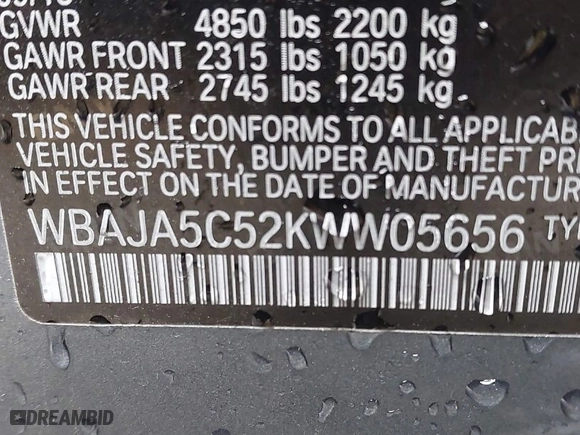 GVWR 4850 lbs 2200 kg
GAWR FRONT 2315 lbs 1050 kg
GAWR REAR 2745 lbs 1245 kg
THIS VEHICLE CONFORMS TO ALL APPLICAB
VEHICLE SAFETY, BUMPER AND THEFT PR
IN EFFECT ON THE DATE OF MANUFACTUR
WBAJA5C52KWW05656 TY
DREAMBID